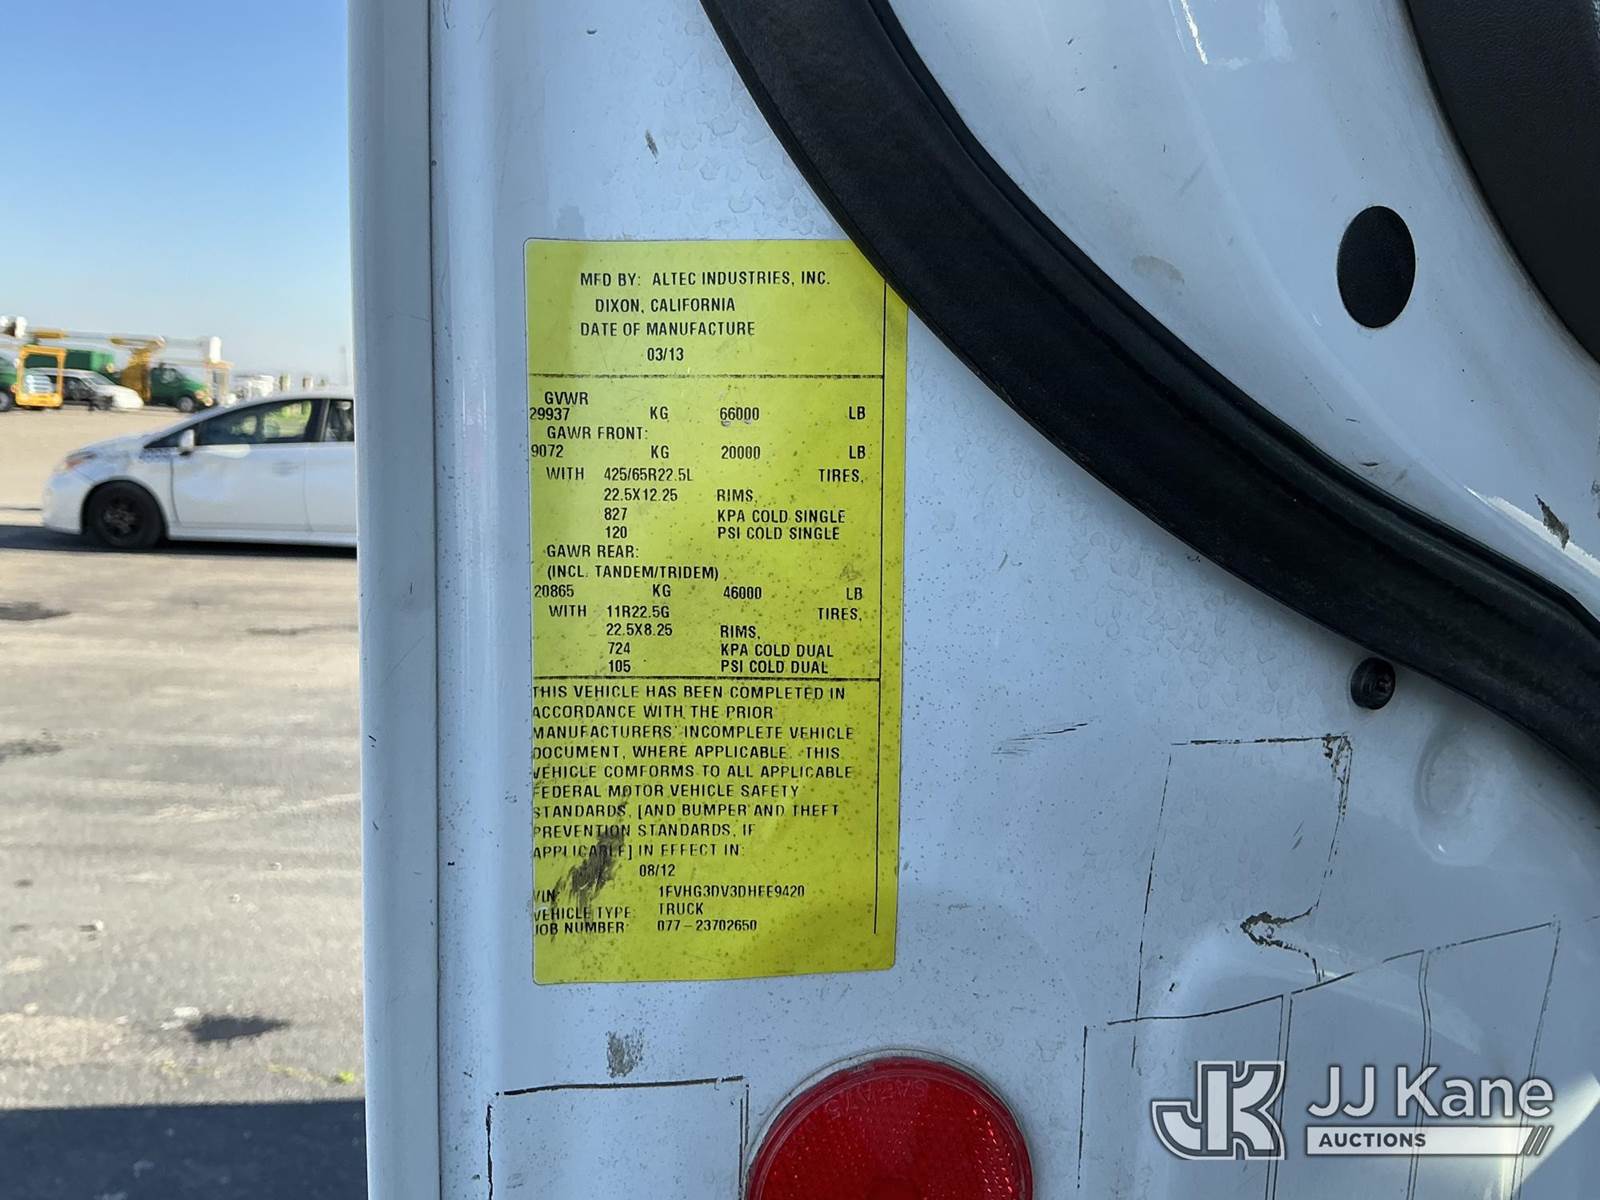 MFD BY: ALTEC INDUSTRIES, INC.
DIXON, CALIFORNIA
DATE OF MANUFACTURE
03/13
GVWR
29937 KG 66000 LB
GAWR FRONT:
9072 KG 20000 LB
WITH 425/65R22.5L TIRES,
22.5X12.25 RIMS,
827 KPA COLD SINGLE
120 PSI COLD SINGLE
GAWR REAR:
(INCL. TANDEM/TRIDEM)
20865 KG 46000 LB
WITH 11R22.5G TIRES,
22.5X8.25 RIMS,
724 KPA COLD DUAL
105 PSI COLD DUAL
THIS VEHICLE HAS BEEN COMPLETED IN
ACCORDANCE WITH THE PRIOR
MANUFACTURERS' INCOMPLETE VEHICLE
DOCUMENT, WHERE APPLICABLE. THIS
VEHICLE COMFORMS TO ALL APPLICABLE
FEDERAL MOTOR VEHICLE SAFETY
STANDARDS, [AND BUMPER AND THEFT
PREVENTION STANDARDS, IF
APPLICABLE] IN EFFECT IN:
08/12
VIN: 1FVHG3DV3DHFE9420
VEHICLE TYPE: TRUCK
JOB NUMBER: 077-23702650
JK JJ Kane
AUCTIONS